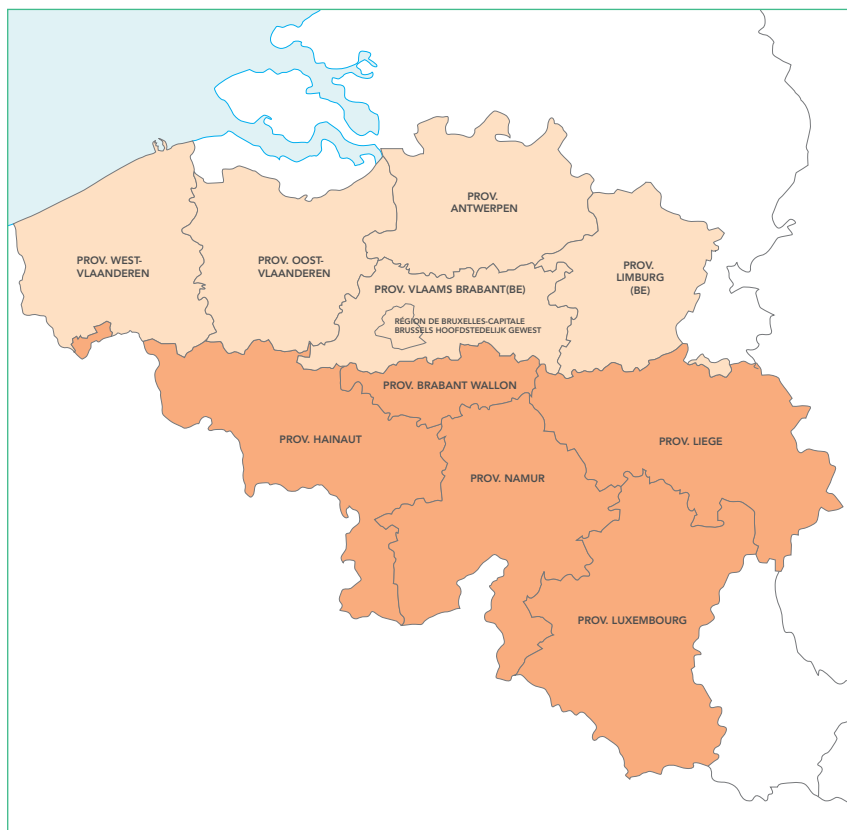 PROV.
ANTWERPEN
PROV. WEST-
VLAANDEREN
PROV. OOST-
VLAANDEREN
PROV.
LIMBURG
(BE)
PROV. VLAAMS BRABANT(BE)
RÉGION DE BRUXELLES-CAPITALE
BRUSSELS HOOFDSTEDELIJK GEWEST
PROV. BRABANT WALLON
PROV. HAINAUT
PROV. LIEGE
PROV. NAMUR
PROV. LUXEMBOURG